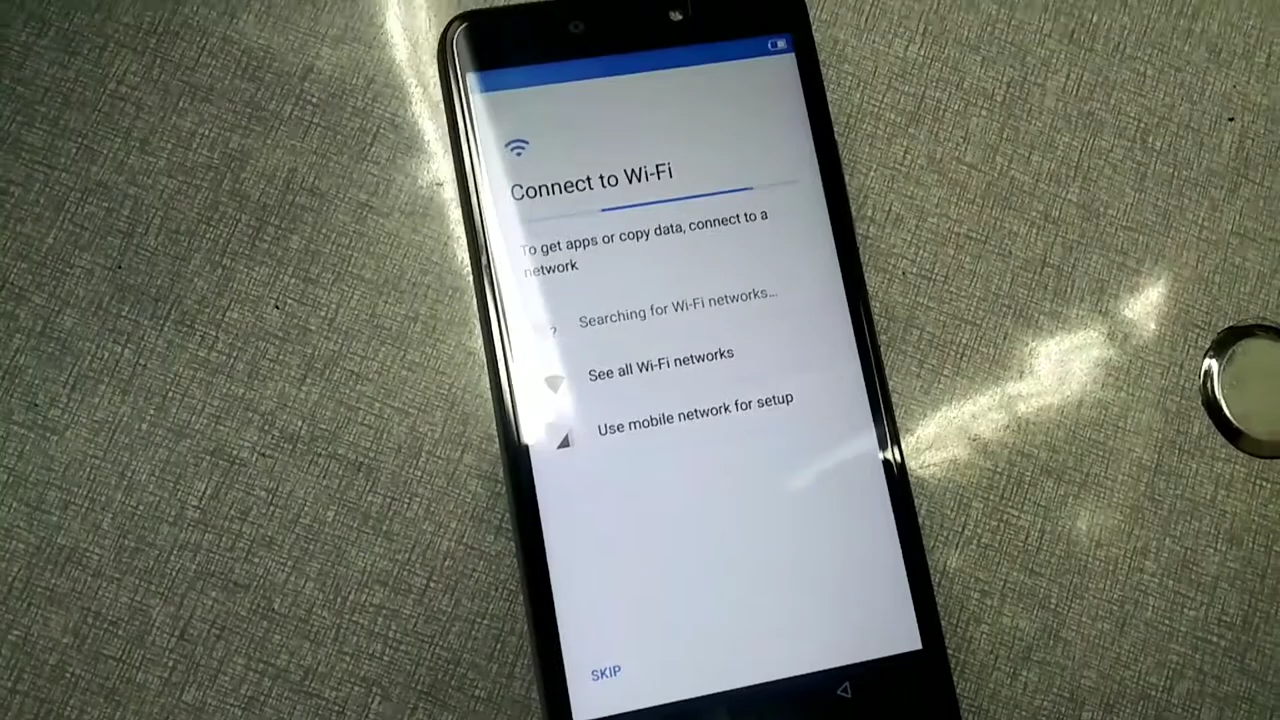 Connect to Wi-Fi
To get apps or copy data, connect to a
network
Searching for Wi-Fi networks...
See all Wi-Fi networks
Use mobile network for setup
SKIP